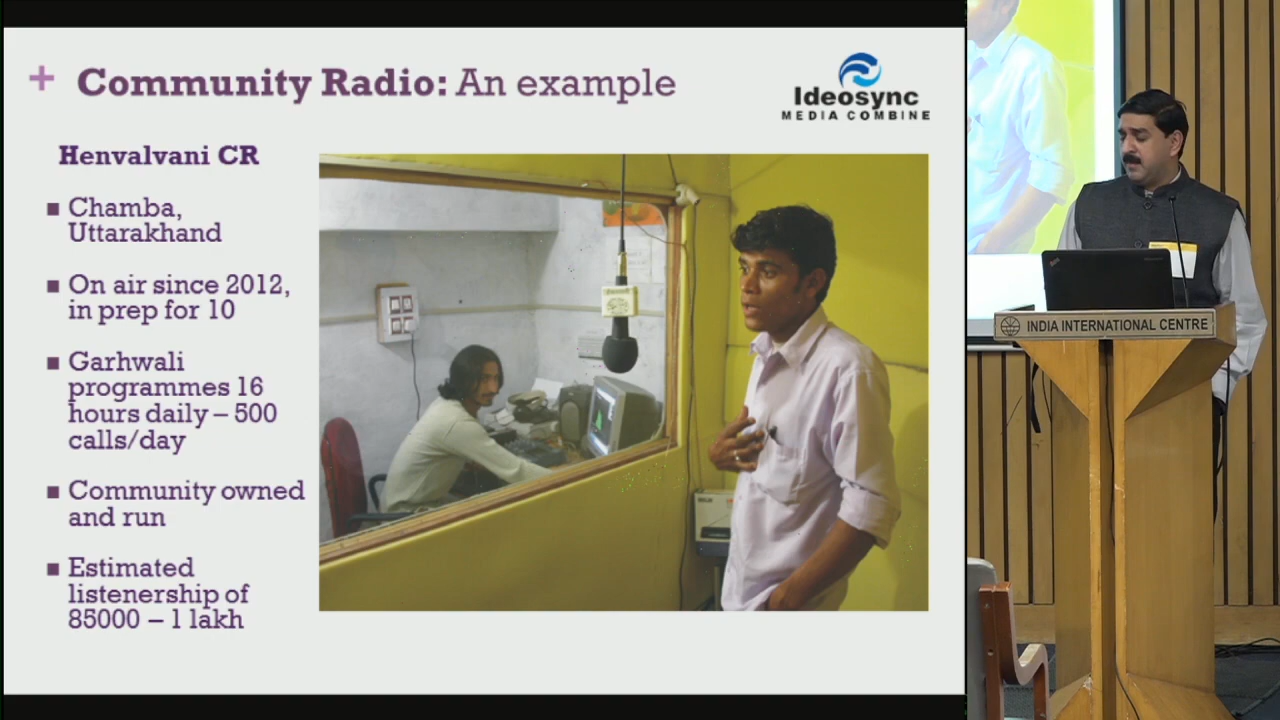 + Community Radio: An example
Ideosync
MEDIA COMBINE
Henvalvani CR
■ Chamba,
Uttarakhand
■ On air since 2012,
in prep for 10
■ Garhwali
programmes 16
hours daily – 500
calls/day
■ Community owned
and run
■ Estimated
listenership of
85000 – 1 lakh
INDIA INTERNATIONAL CENTRE